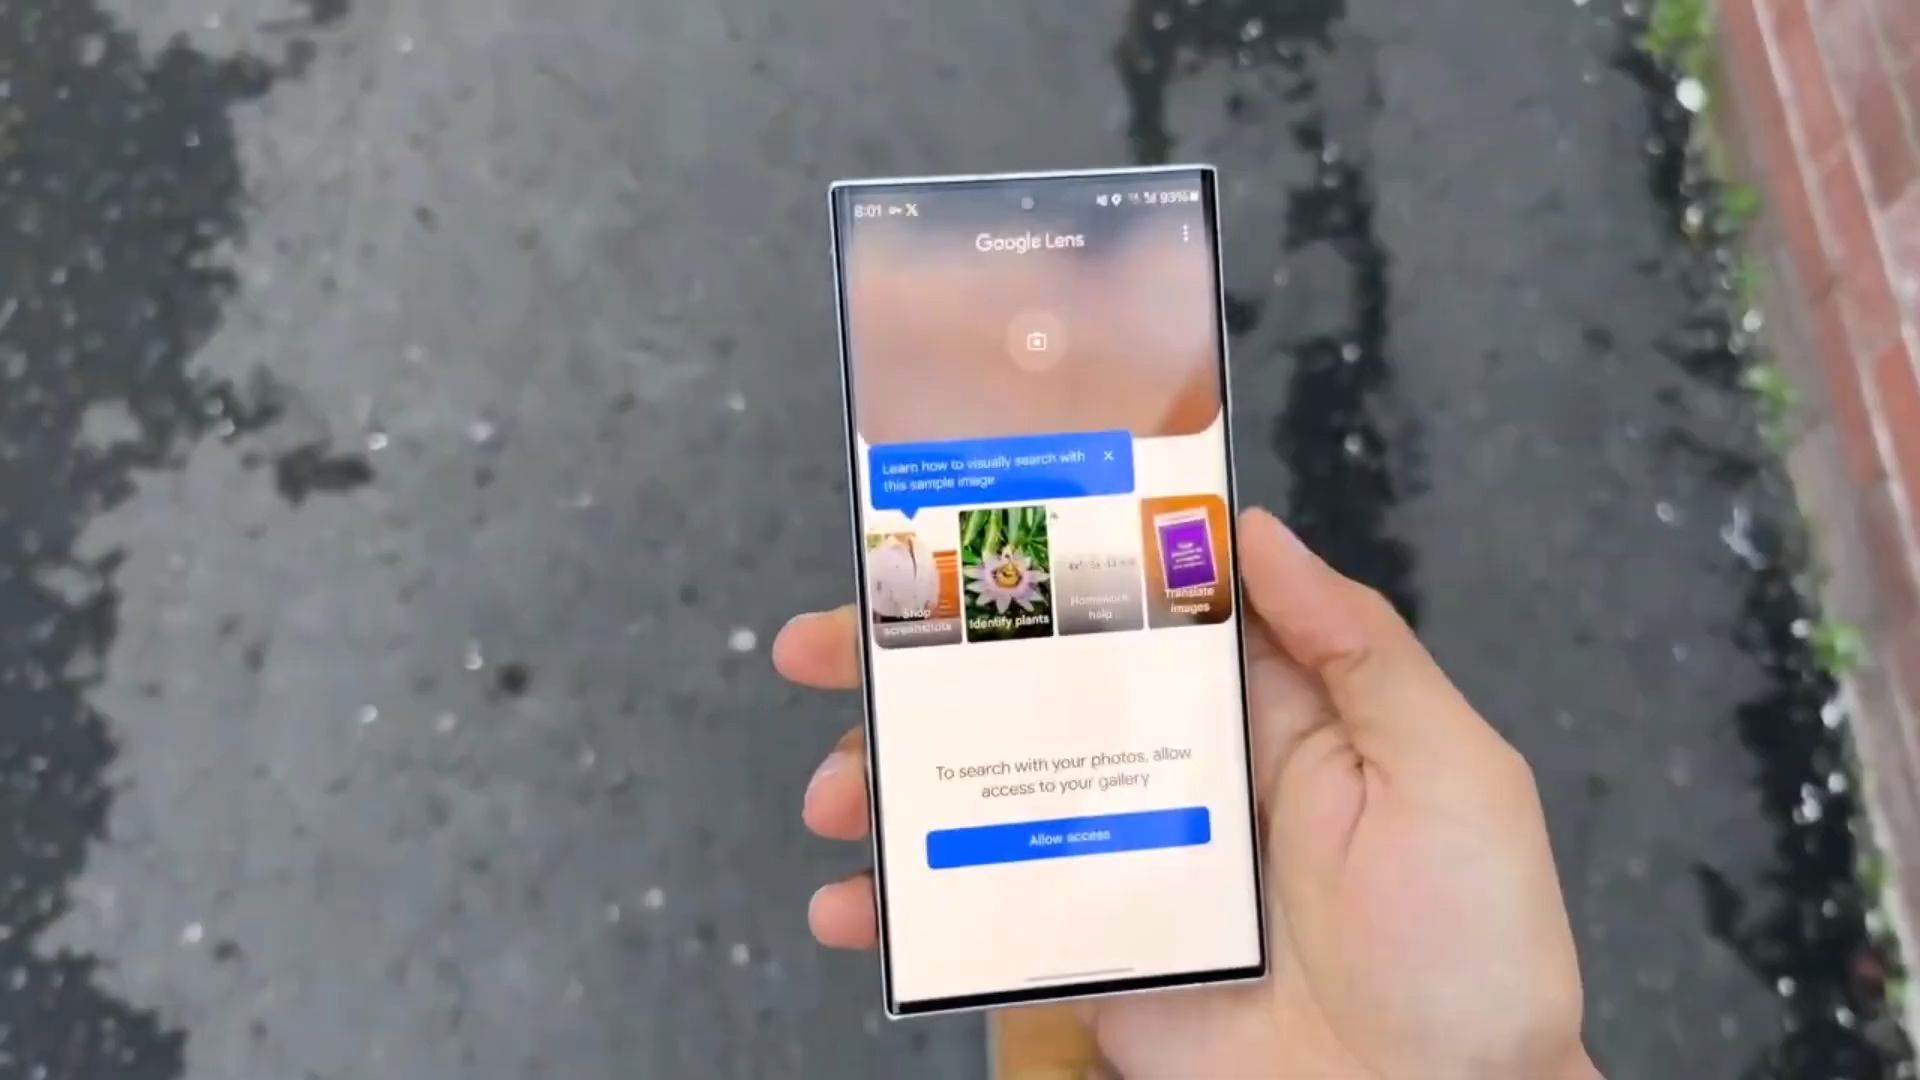 8:01
93%
Google Lens
Learn how to visually search with
this sample image
Shop
screenshots
Identify plants
Homework
help
Translate
images
To search with your photos, allow
access to your gallery
Allow access